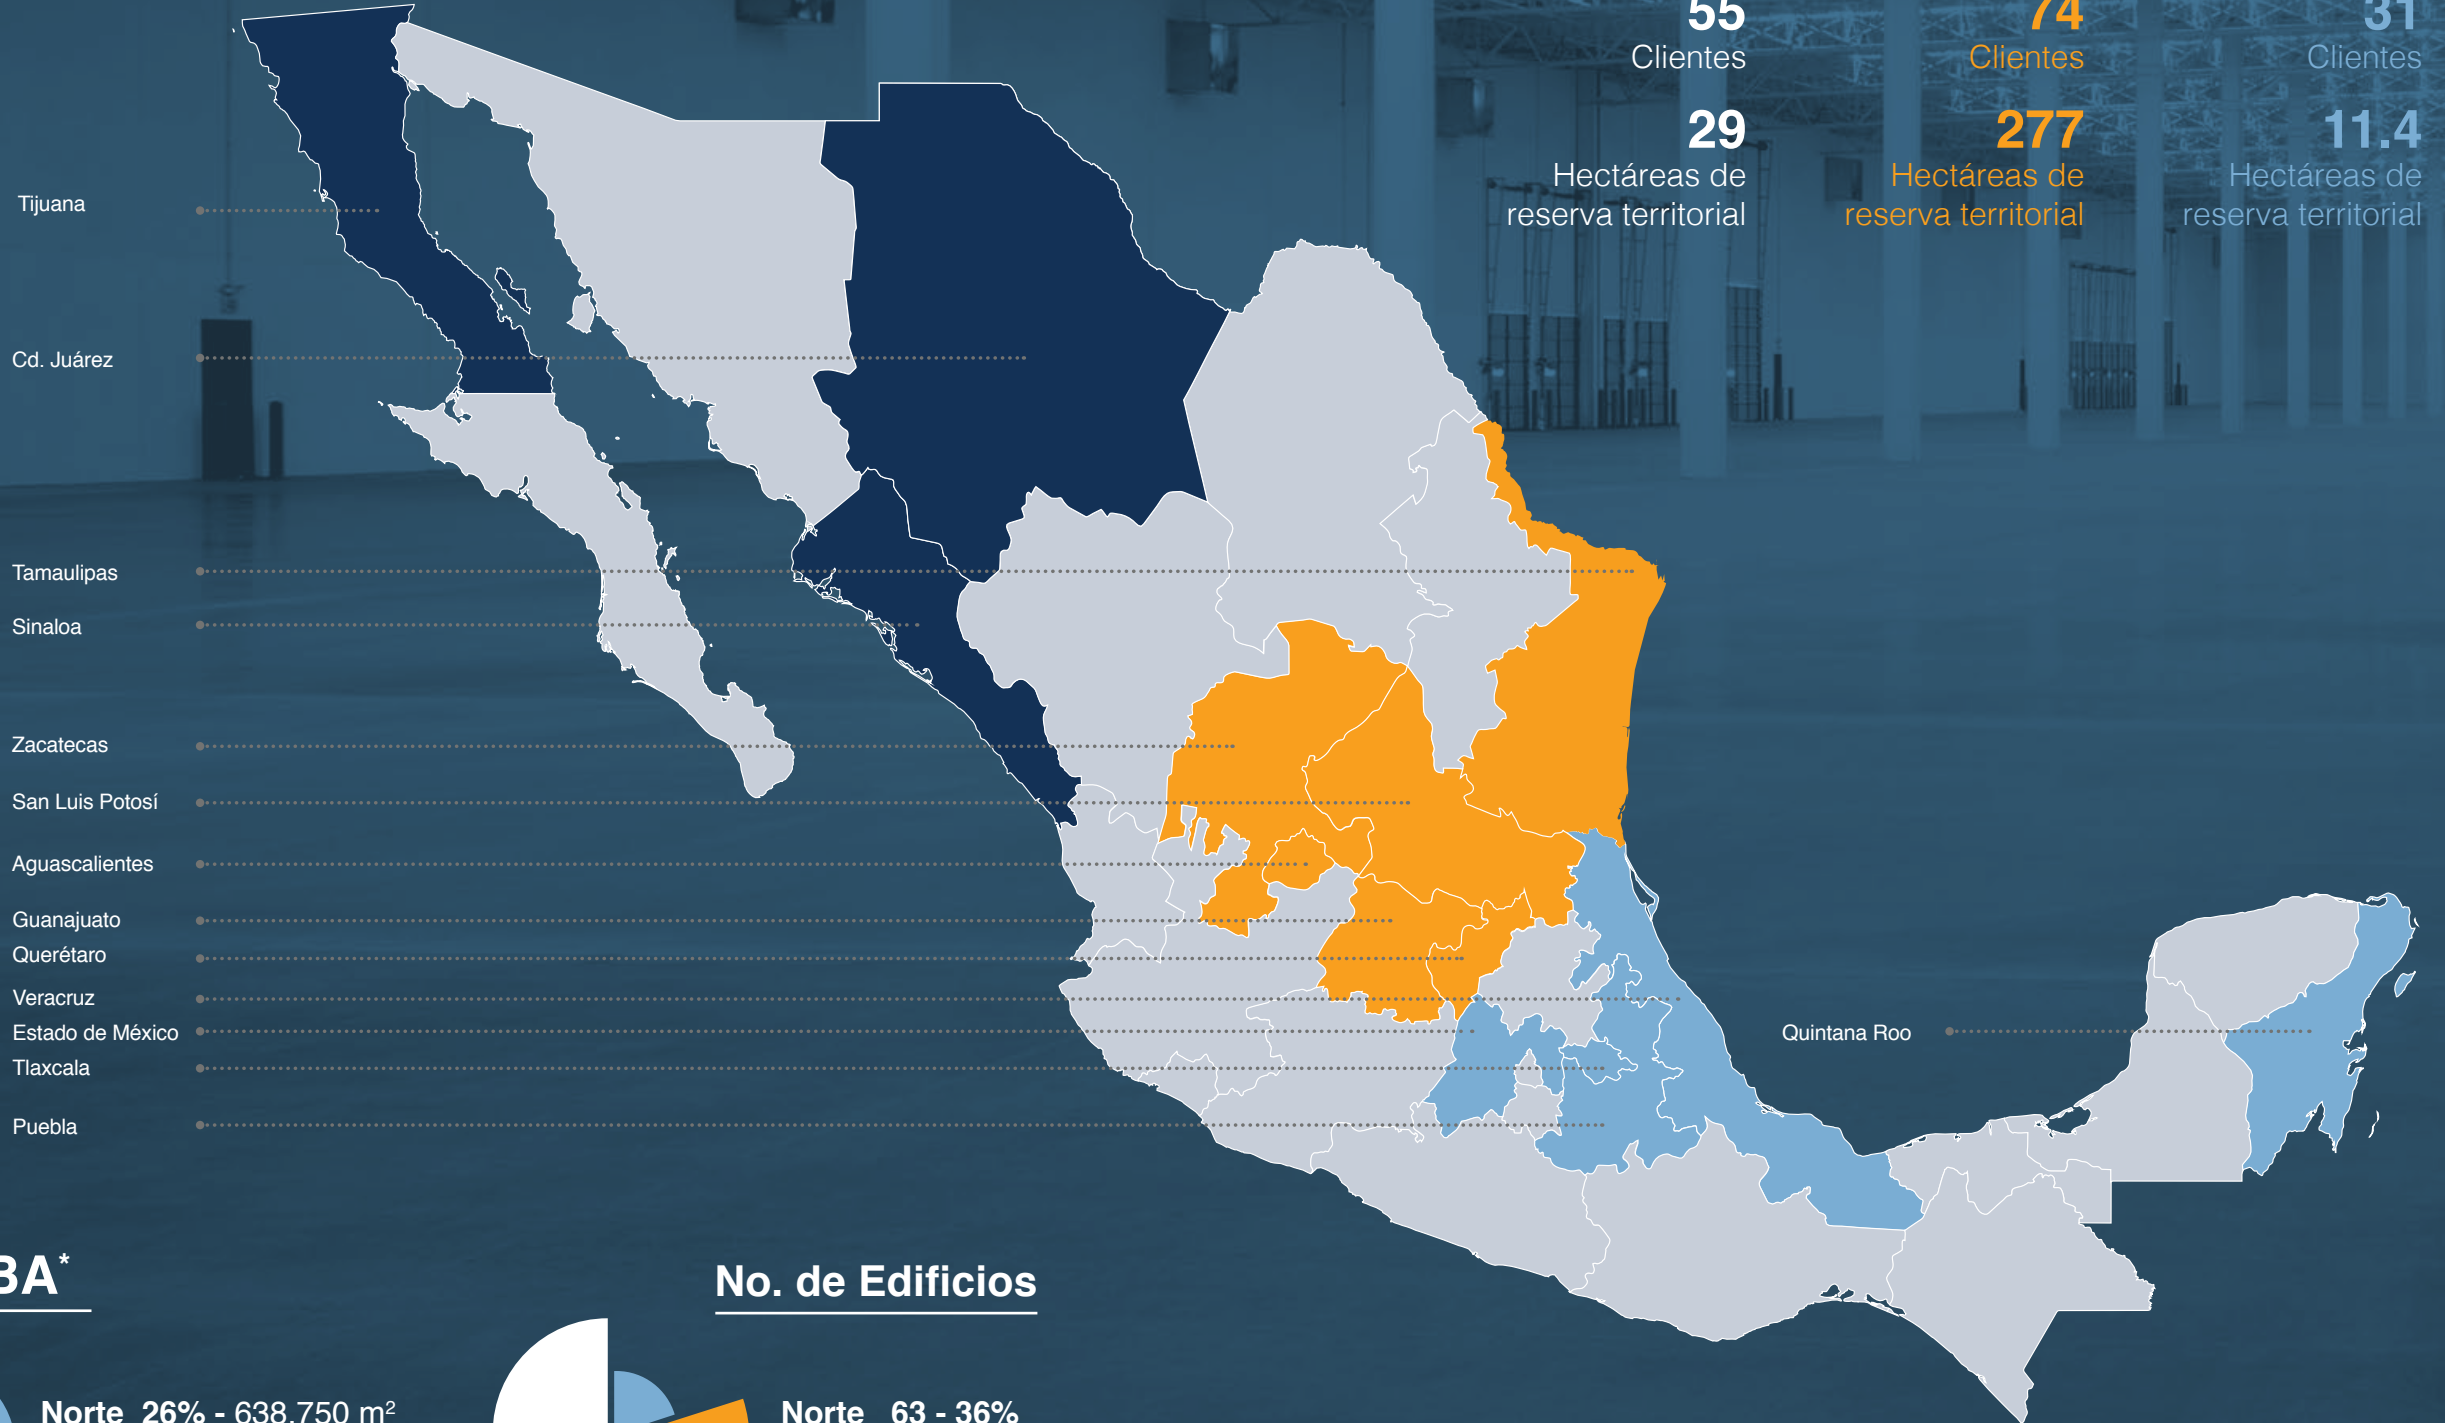 55
Clientes
74
Clientes
31
Clientes
29
Hectáreas de
reserva territorial
277
Hectáreas de
reserva territorial
11.4
Hectáreas de
reserva territorial
Tijuana
Cd. Juárez
Tamaulipas
Sinaloa
Zacatecas
San Luis Potosí
Aguascalientes
Guanajuato
Querétaro
Veracruz
Estado de México
Tlaxcala
Puebla
Quintana Roo
BA*
No. de Edificios
Norte 26% - 638,750 m²
Norte 63 - 36%